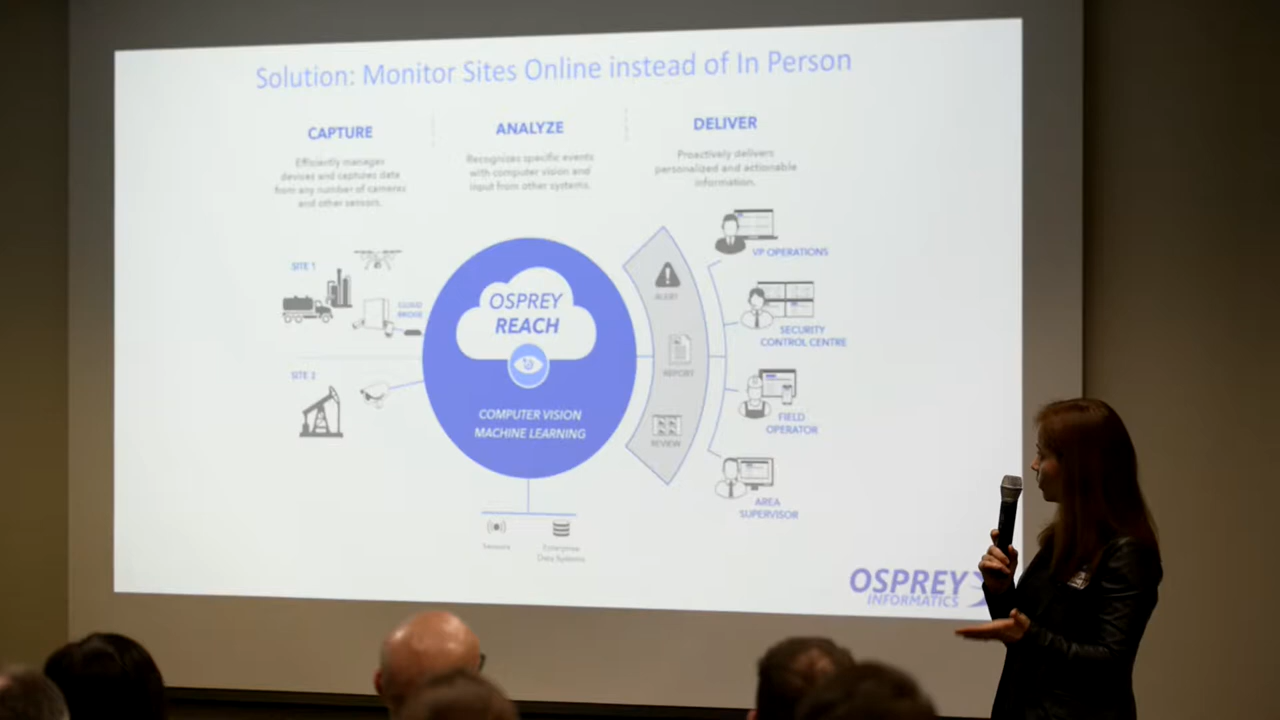 Solution: Monitor Sites Online instead of In Person
CAPTURE
Efficiently manages
devices and captures data
from any number of cameras
and other sensors.
ANALYZE
Recognizes specific events
with computer vision and
input from other systems.
DELIVER
Proactively delivers
personalized and actionable
information.
SITE 1
CLOUD
BRIDGE
SITE 2
OSPREY
REACH
COMPUTER VISION
MACHINE LEARNING
Sensors
Enterprise
Data Systems
ALERT
REPORT
REVIEW
VP OPERATIONS
SECURITY
CONTROL CENTRE
FIELD
OPERATOR
AREA
SUPERVISOR
OSPREY
INFORMATICS